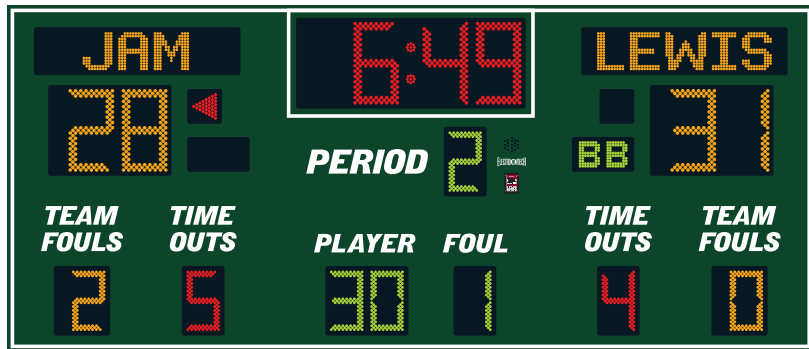 JAM 6:49 LEWIS
28 31
PERIOD 2 BB
TEAM FOULS TIME OUTS PLAYER FOUL TIME OUTS TEAM FOULS
2 5 30 1 4 0